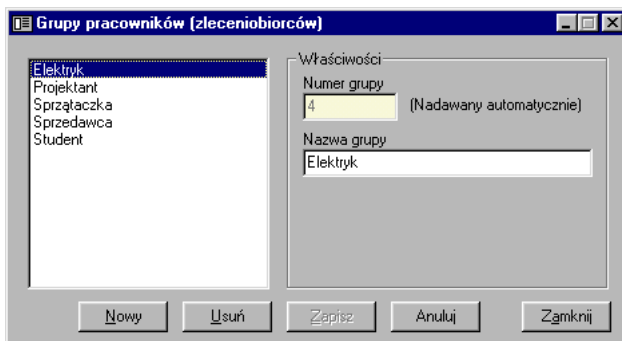 Grupy pracowników (zleceniobiorców)
Elektryk
Projektant
Sprzątaczka
Sprzedawca
Student
Właściwości
Numer grupy
4 (Nadawany automatycznie)
Nazwa grupy
Elektryk
Nowy Usuń Zapisz Anuluj Zamknij